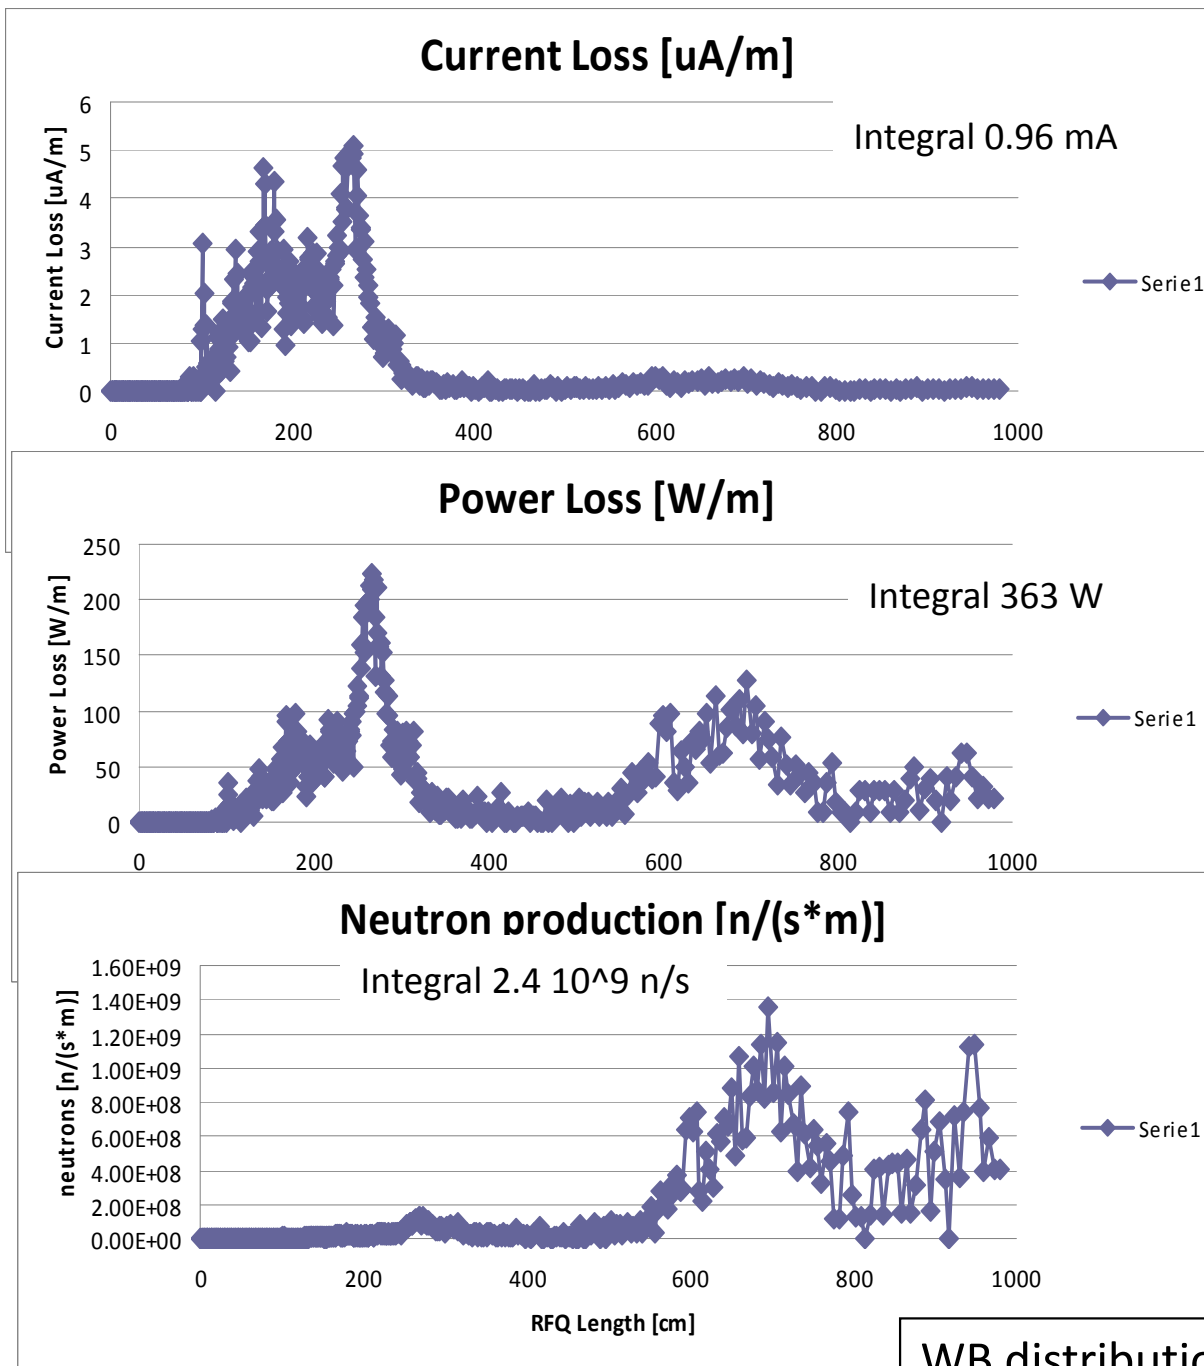 Current Loss [uA/m]
Integral 0.96 mA
Current Loss [uA/m]
6
5
4
3
2
1
0
0 200 400 600 800 1000
Serie1
Power Loss [W/m]
Integral 363 W
Power Loss [W/m]
250
200
150
100
50
0
0 200 400 600 800 1000
Serie1
Neutron production [n/(s*m)]
Integral 2.4 10^9 n/s
neutrons [n/(s*m)]
1.60E+09
1.40E+09
1.20E+09
1.00E+09
8.00E+08
6.00E+08
4.00E+08
2.00E+08
0.00E+00
0 200 400 600 800 1000
RFQ Length [cm]
Serie1
WB distributio